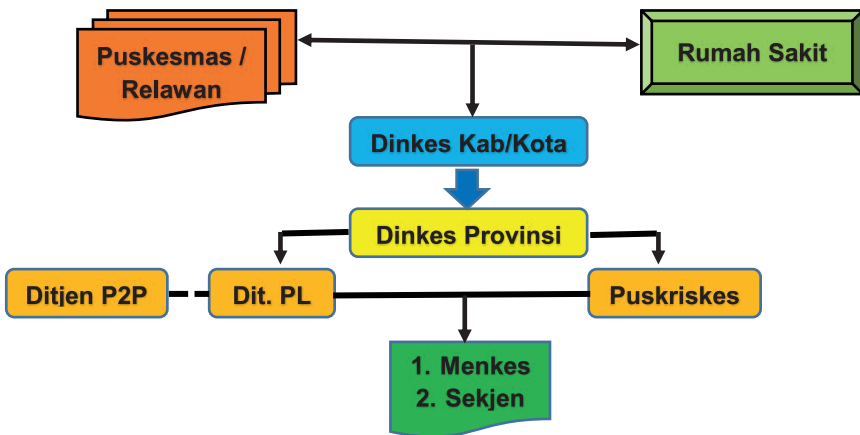 Puskesmas /
Relawan
Rumah Sakit
Dinkes Kab/Kota
Dinkes Provinsi
Ditjen P2P
Dit. PL
Puskriskes
1. Menkes
2. Sekjen